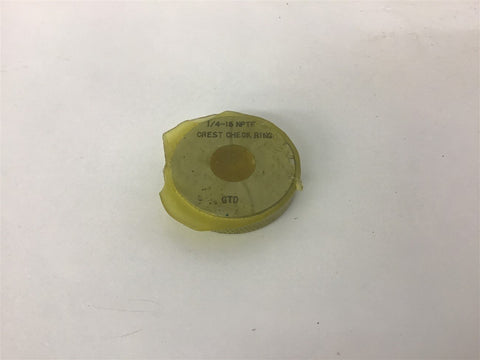 1/4-18 NPTF
CREST CHECK RING
GTD